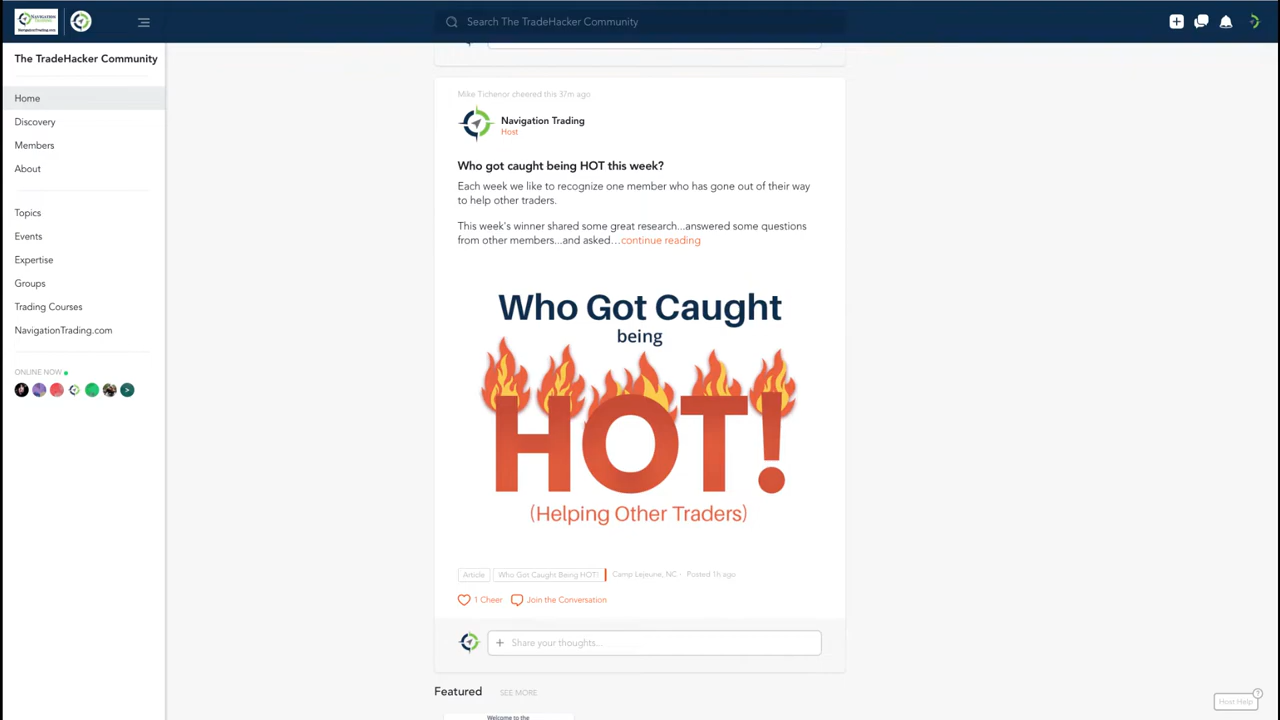 NAVIGATION
TRADING
NavigationTrading.com
Search The TradeHacker Community
The TradeHacker Community
Home
Discovery
Members
About
Topics
Events
Expertise
Groups
Trading Courses
NavigationTrading.com
ONLINE NOW
>
Mike Tichenor cheered this 37m ago
Navigation Trading
Host
Who got caught being HOT this week?
Each week we like to recognize one member who has gone out of their way
to help other traders.
This week's winner shared some great research...answered some questions
from other members...and asked…continue reading
Who Got Caught
being
HOT!
(Helping Other Traders)
Article Who Got Caught Being HOT! Camp Lejeune, NC · Posted 1h ago
1 Cheer Join the Conversation
+ Share your thoughts...
Featured SEE MORE
Welcome to the
Host Help ?